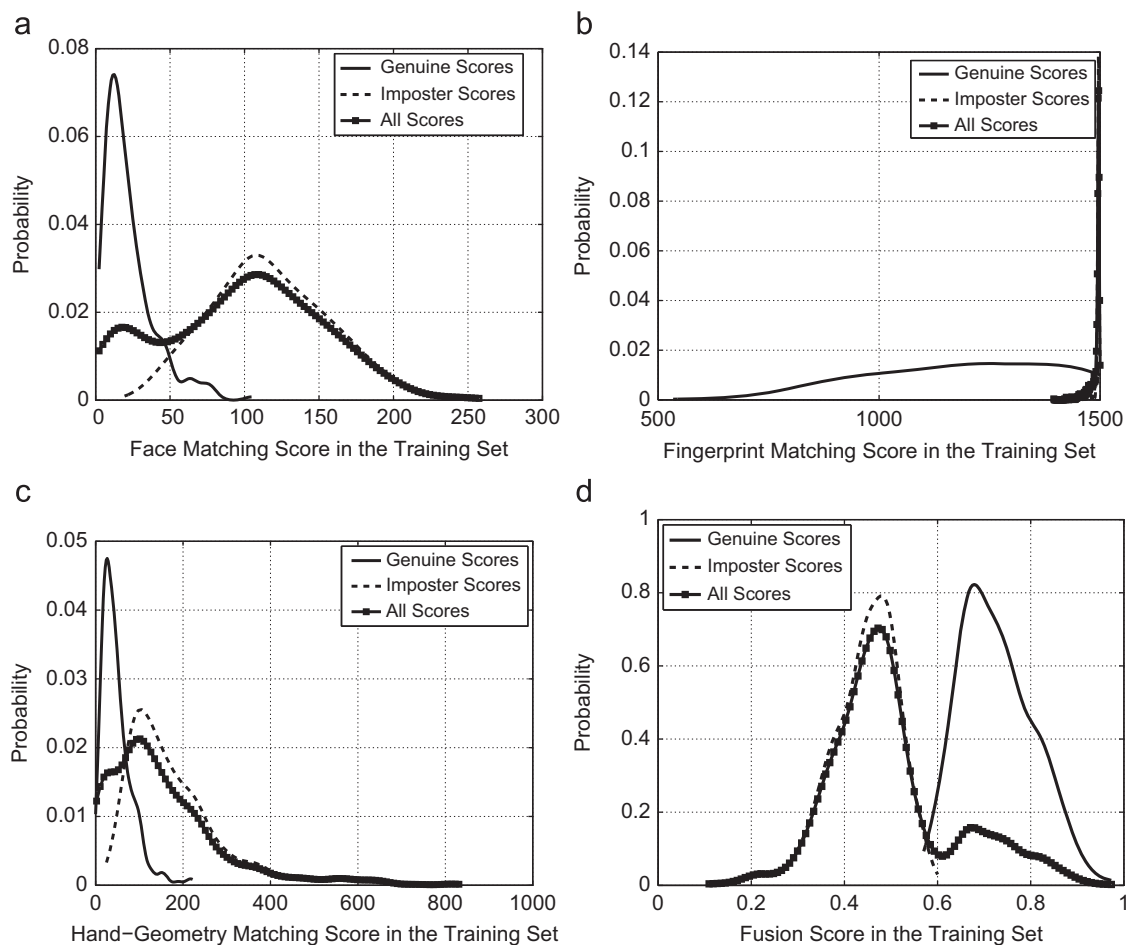 a
0.08
0.06
0.04
0.02
0
Probability
Genuine Scores
Imposter Scores
All Scores
0 50 100 150 200 250 300
Face Matching Score in the Training Set
b
0.14
0.12
0.1
0.08
0.06
0.04
0.02
0
Probability
Genuine Scores
Imposter Scores
All Scores
500 1000 1500
Fingerprint Matching Score in the Training Set
c
0.05
0.04
0.03
0.02
0.01
0
Probability
Genuine Scores
Imposter Scores
All Scores
0 200 400 600 800 1000
Hand−Geometry Matching Score in the Training Set
d
1
0.8
0.6
0.4
0.2
0
Probability
Genuine Scores
Imposter Scores
All Scores
0 0.2 0.4 0.6 0.8 1
Fusion Score in the Training Set